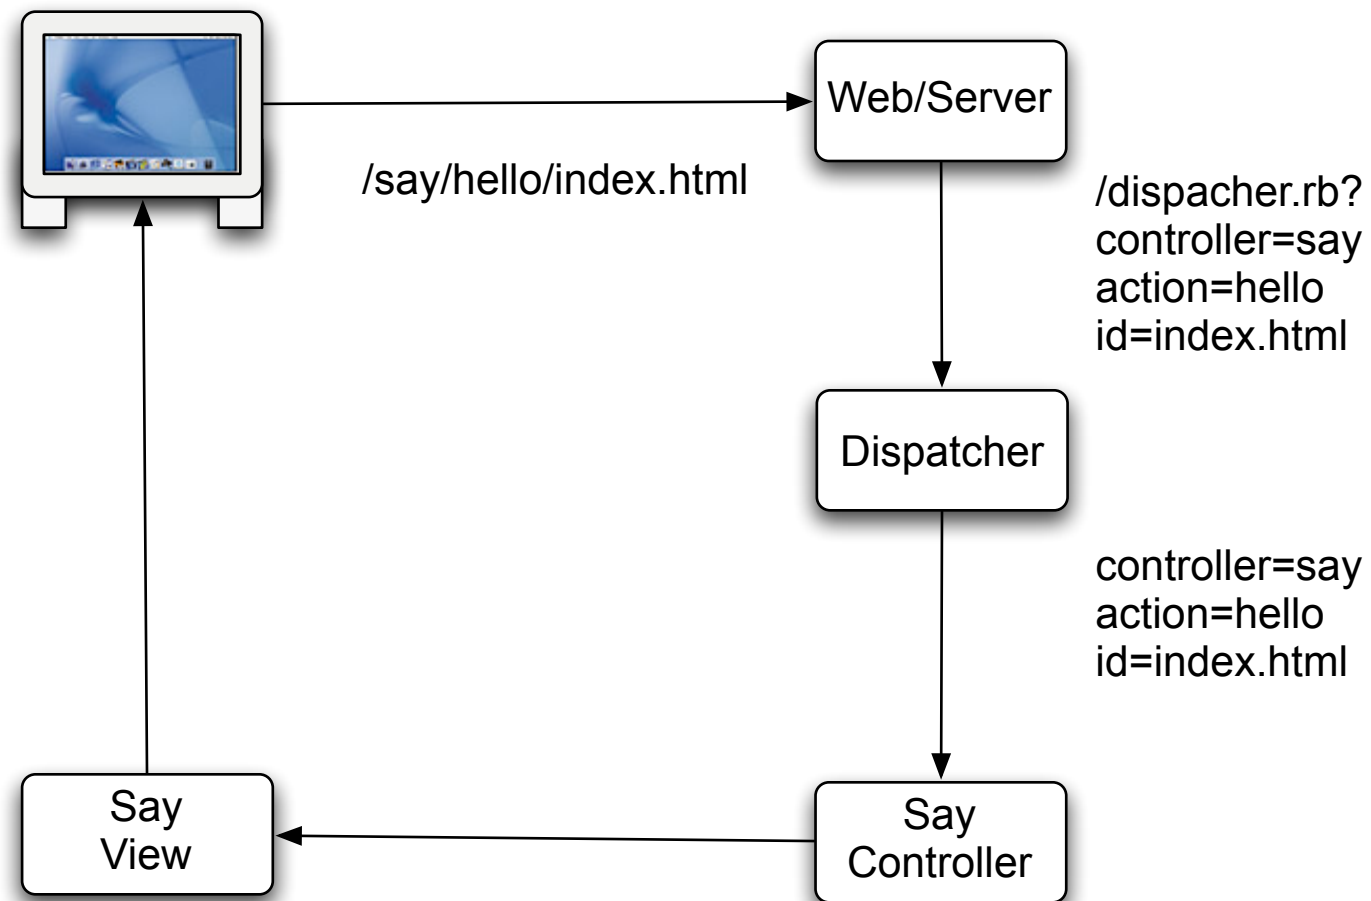 Web/Server
/say/hello/index.html
/dispacher.rb?
controller=say
action=hello
id=index.html
Dispatcher
controller=say
action=hello
id=index.html
Say
View
Say
Controller